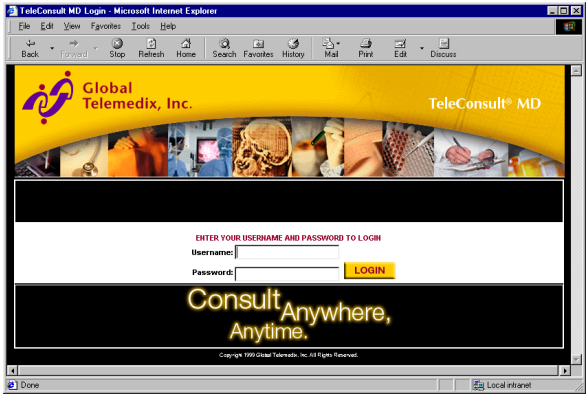 TeleConsult MD Login - Microsoft Internet Explorer
File Edit View Favorites Tools Help
Back Forward Stop Refresh Home Search Favorites History Mail Print Edit Discuss
Global
Telemedix, Inc.
TeleConsult® MD
ENTER YOUR USERNAME AND PASSWORD TO LOGIN
Username:
Password:
LOGIN
Consult
Anywhere,
Anytime.
Copyright 1999 Global Telemedix, Inc. All Rights Reserved.
Done
Local intranet